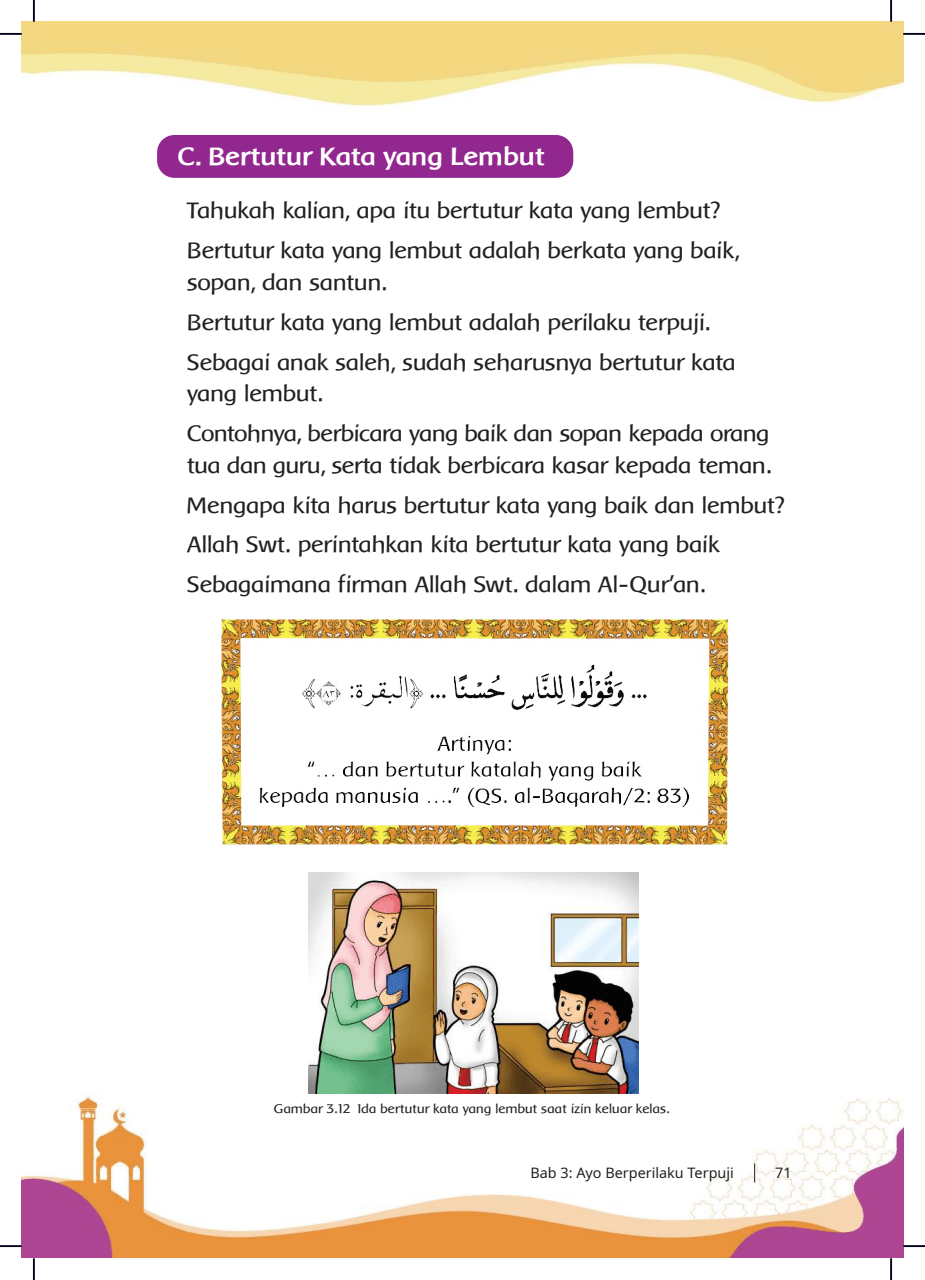 C. Bertutur Kata yang Lembut
Tahukah kalian, apa itu bertutur kata yang lembut?
Bertutur kata yang lembut adalah berkata yang baik,
sopan, dan santun.
Bertutur kata yang lembut adalah perilaku terpuji.
Sebagai anak saleh, sudah seharusnya bertutur kata
yang lembut.
Contohnya, berbicara yang baik dan sopan kepada orang
tua dan guru, serta tidak berbicara kasar kepada teman.
Mengapa kita harus bertutur kata yang baik dan lembut?
Allah Swt. perintahkan kita bertutur kata yang baik
Sebagaimana firman Allah Swt. dalam Al-Qur’an.
... وَقُوْلُوْا لِلنَّاسِ حُسْنًا ... ﴿البقرة: ٨٣﴾
Artinya:
“… dan bertutur katalah yang baik
kepada manusia ….” (QS. al-Baqarah/2: 83)
Gambar 3.12 Ida bertutur kata yang lembut saat izin keluar kelas.
Bab 3: Ayo Berperilaku Terpuji | 71